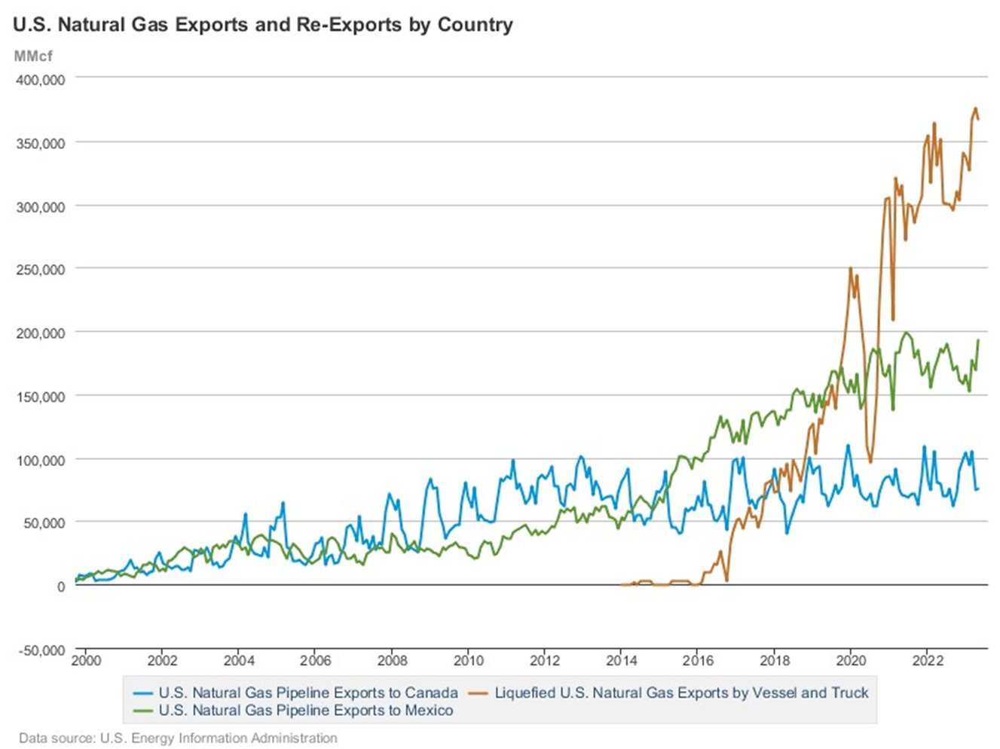 U.S. Natural Gas Exports and Re-Exports by Country
MMcf
400,000
350,000
300,000
250,000
200,000
150,000
100,000
50,000
0
-50,000
2000 2002 2004 2006 2008 2010 2012 2014 2016 2018 2020 2022
U.S. Natural Gas Pipeline Exports to Canada Liquefied U.S. Natural Gas Exports by Vessel and Truck
U.S. Natural Gas Pipeline Exports to Mexico
Data source: U.S. Energy Information Administration